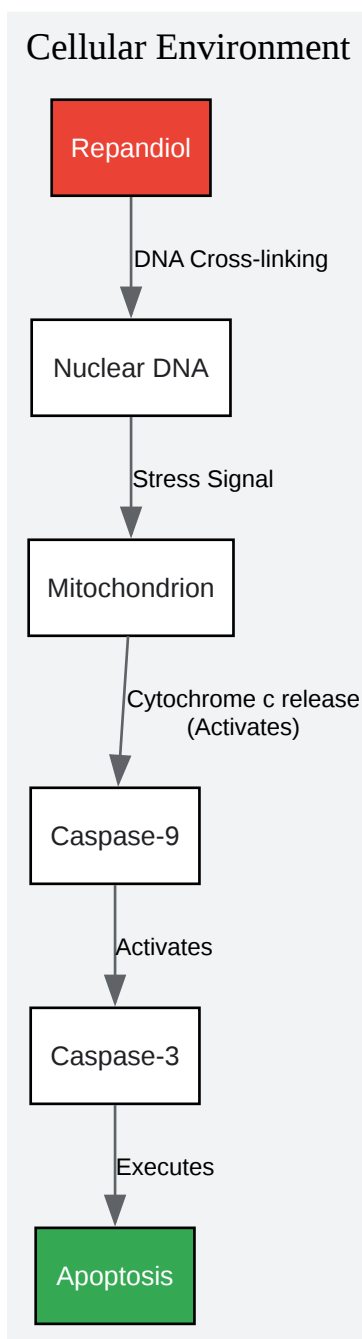 Cellular Environment
Repandiol
DNA Cross-linking
Nuclear DNA
Stress Signal
Mitochondrion
Cytochrome c release
(Activates)
Caspase-9
Activates
Caspase-3
Executes
Apoptosis